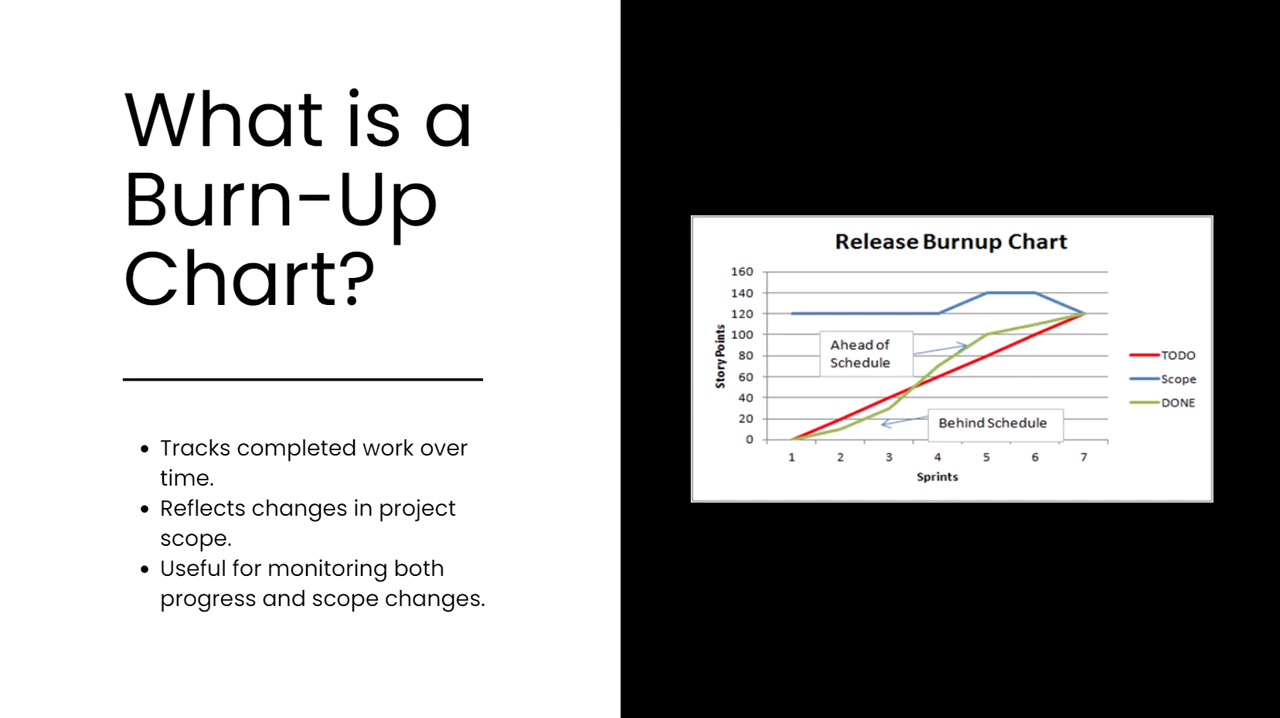 What is a
Burn-Up
Chart?
• Tracks completed work over
time.
• Reflects changes in project
scope.
• Useful for monitoring both
progress and scope changes.
Release Burnup Chart
160
140
120
100
80
60
40
20
0
Story Points
Ahead of
Schedule
Behind Schedule
1 2 3 4 5 6 7
Sprints
TODO
Scope
DONE